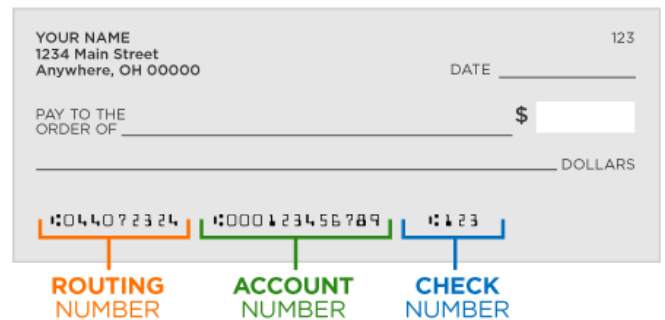 YOUR NAME 123
1234 Main Street
Anywhere, OH 00000 DATE
PAY TO THE
ORDER OF $
DOLLARS
⑆044072324 ⑆000123456789 ⑆123
ROUTING ACCOUNT CHECK
NUMBER NUMBER NUMBER